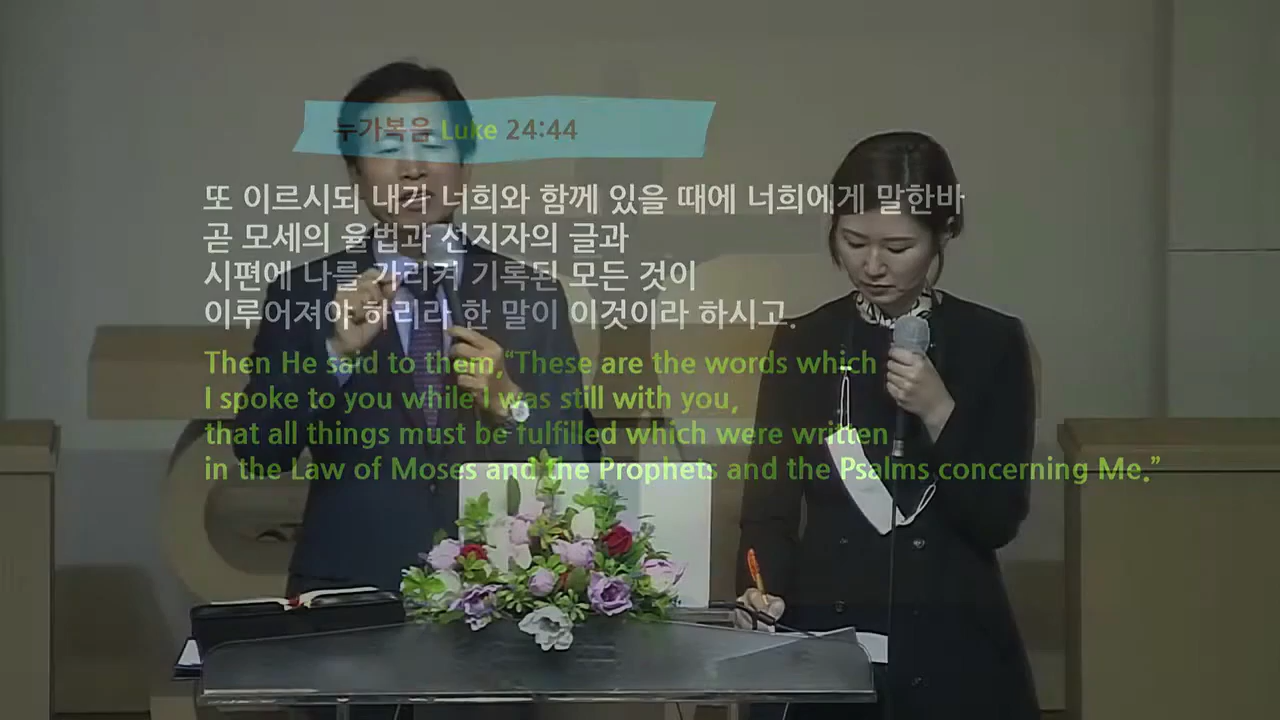 누가복음 Luke 24:44
또 이르시되 내가 너희와 함께 있을 때에 너희에게 말한바
곧 모세의 율법과 선지자의 글과
시편에 나를 가리켜 기록된 모든 것이
이루어져야 하리라 한 말이 이것이라 하시고.
Then He said to them,“These are the words which
I spoke to you while I was still with you,
that all things must be fulfilled which were written
in the Law of Moses and the Prophets and the Psalms concerning Me.”